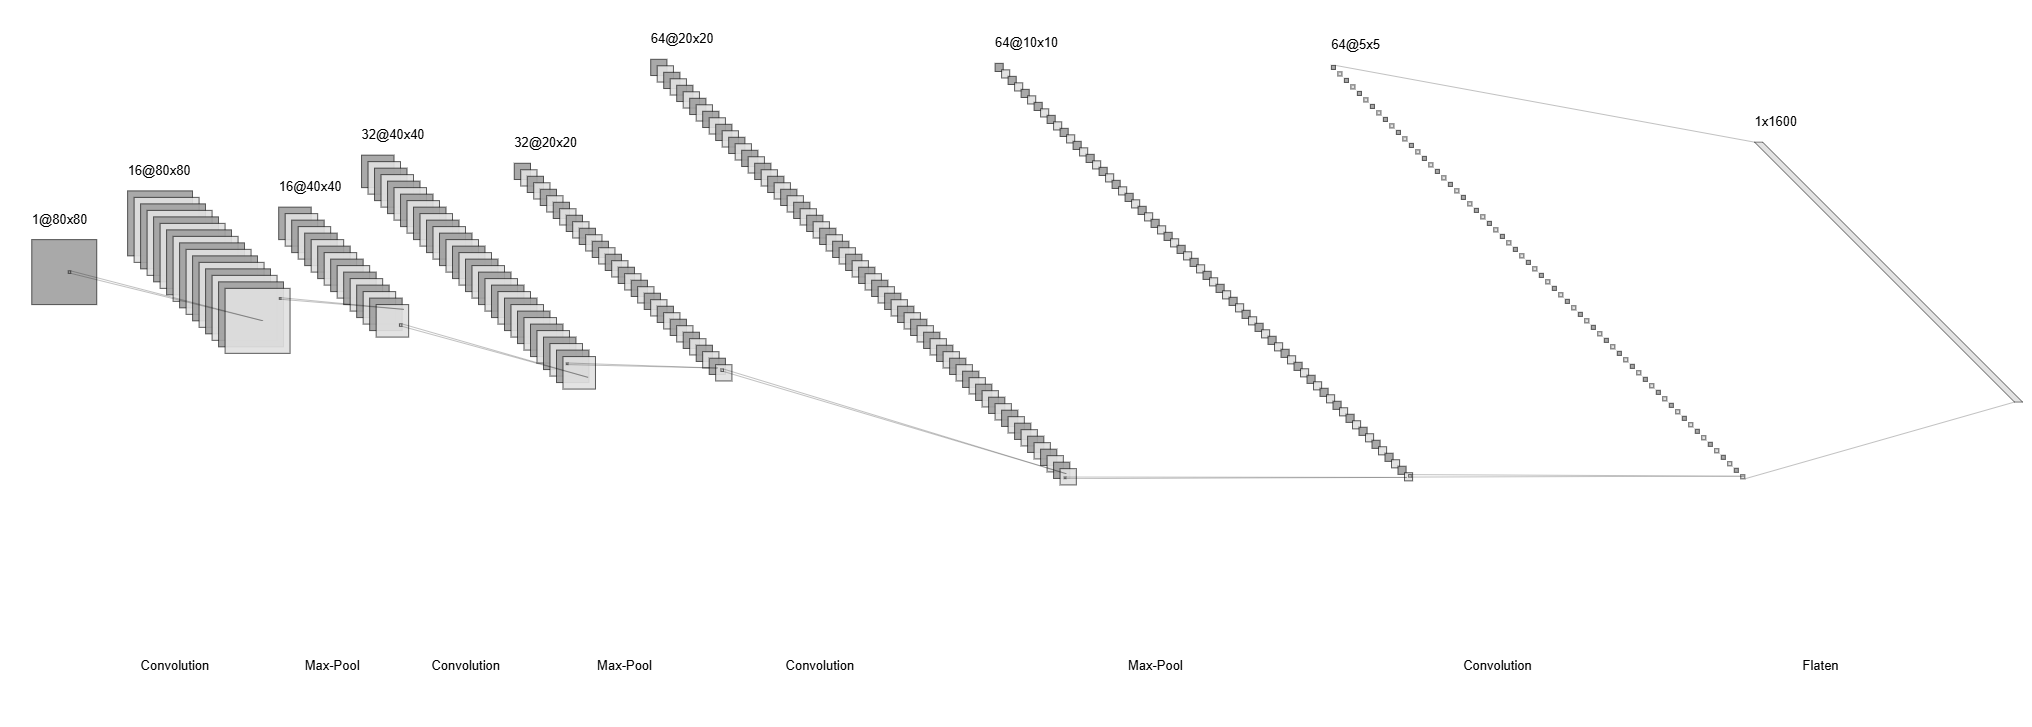 1@80x80
16@80x80
16@40x40
32@40x40
32@20x20
64@20x20
64@10x10
64@5x5
1x1600
Convolution
Max-Pool
Convolution
Max-Pool
Convolution
Max-Pool
Convolution
Flaten